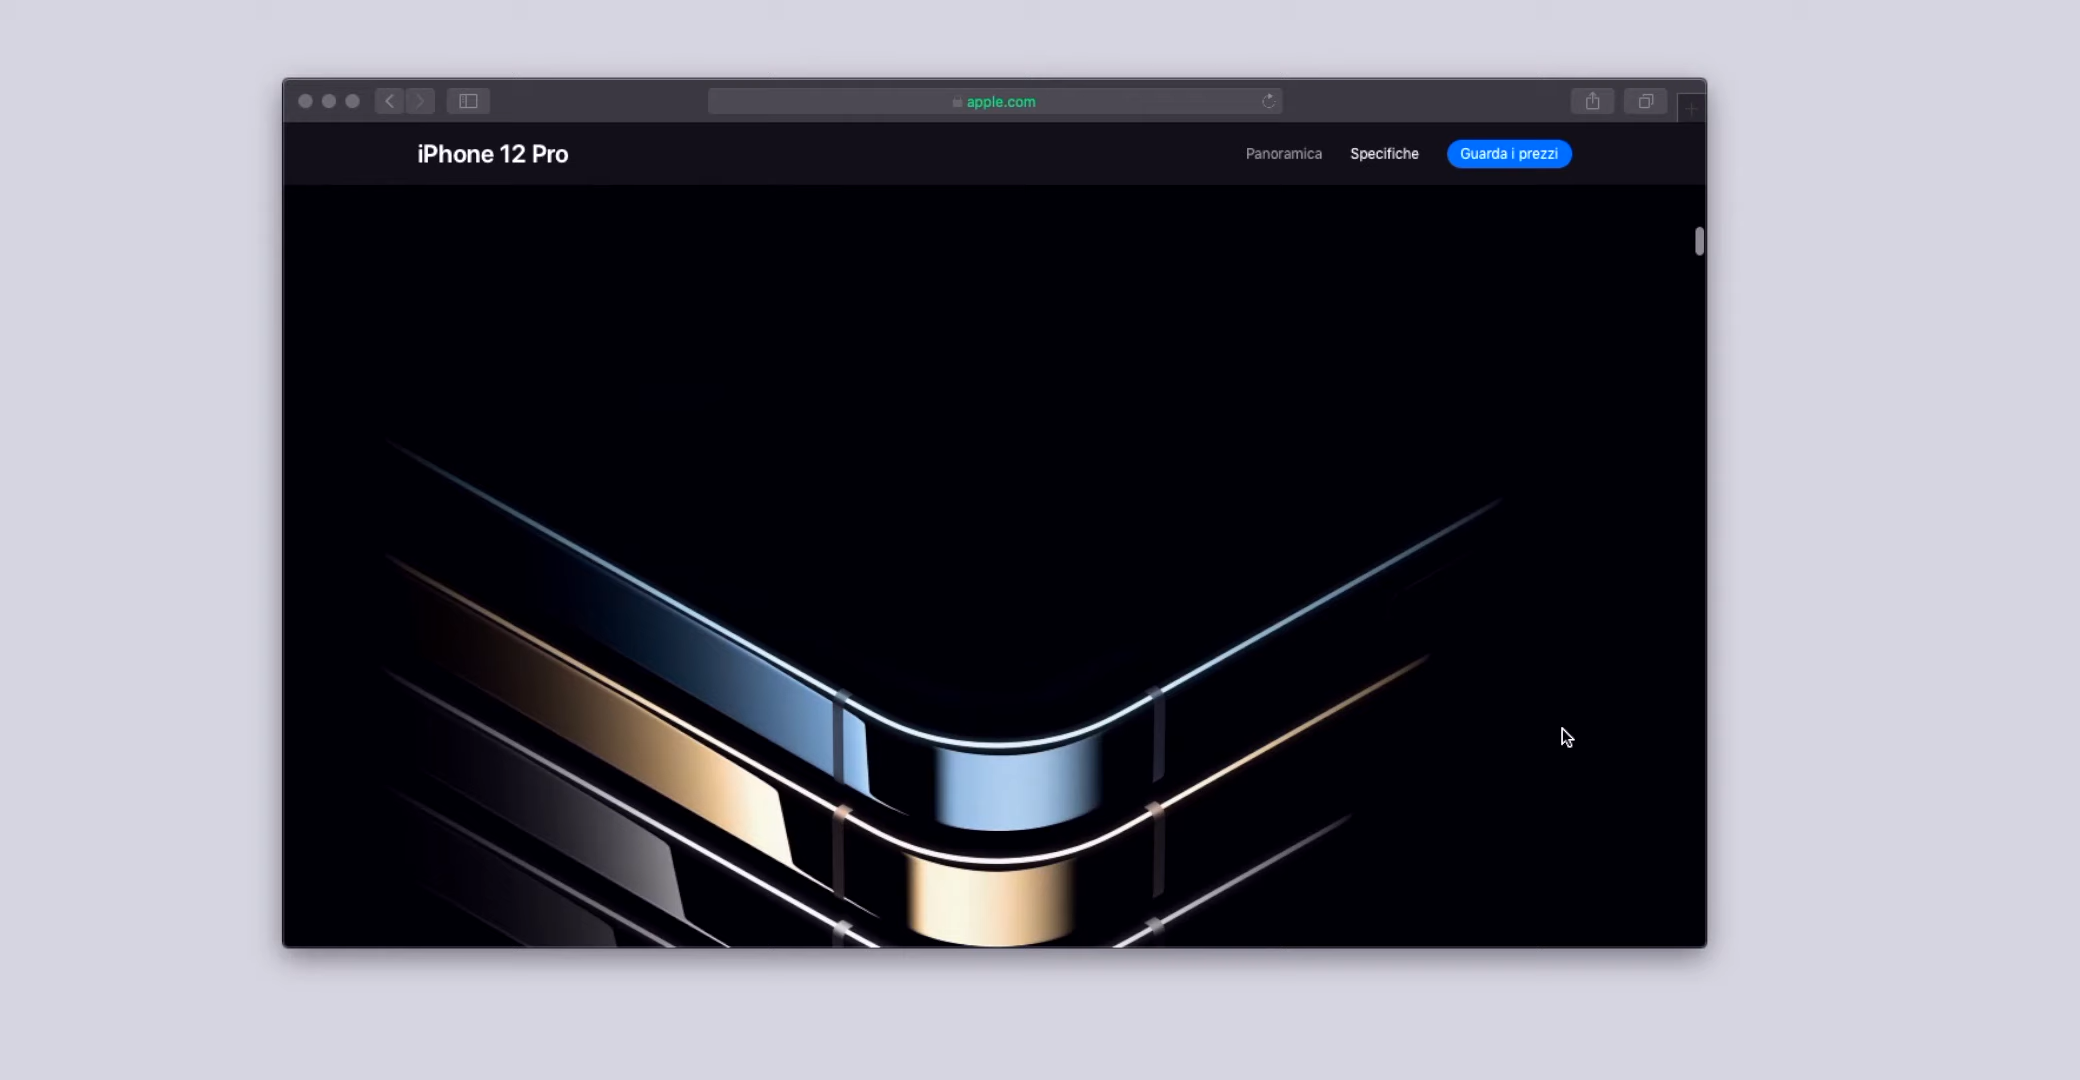 apple.com
iPhone 12 Pro
Panoramica
Specifiche
Guarda i prezzi